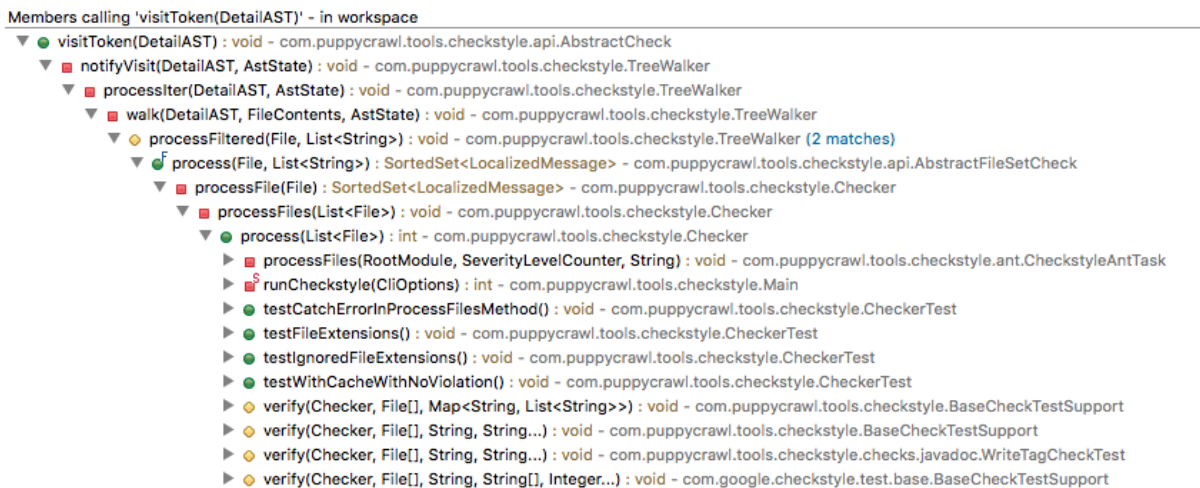 Members calling 'visitToken(DetailAST)' - in workspace
visitToken(DetailAST) : void - com.puppycrawl.tools.checkstyle.api.AbstractCheck
notifyVisit(DetailAST, AstState) : void - com.puppycrawl.tools.checkstyle.TreeWalker
processIter(DetailAST, AstState) : void - com.puppycrawl.tools.checkstyle.TreeWalker
walk(DetailAST, FileContents, AstState) : void - com.puppycrawl.tools.checkstyle.TreeWalker
processFiltered(File, List<String>) : void - com.puppycrawl.tools.checkstyle.TreeWalker (2 matches)
F process(File, List<String>) : SortedSet<LocalizedMessage> - com.puppycrawl.tools.checkstyle.api.AbstractFileSetCheck
processFile(File) : SortedSet<LocalizedMessage> - com.puppycrawl.tools.checkstyle.Checker
processFiles(List<File>) : void - com.puppycrawl.tools.checkstyle.Checker
process(List<File>) : int - com.puppycrawl.tools.checkstyle.Checker
processFiles(RootModule, SeverityLevelCounter, String) : void - com.puppycrawl.tools.checkstyle.ant.CheckstyleAntTask
S runCheckstyle(CliOptions) : int - com.puppycrawl.tools.checkstyle.Main
testCatchErrorInProcessFilesMethod() : void - com.puppycrawl.tools.checkstyle.CheckerTest
testFileExtensions() : void - com.puppycrawl.tools.checkstyle.CheckerTest
testIgnoredFileExtensions() : void - com.puppycrawl.tools.checkstyle.CheckerTest
testWithCacheWithNoViolation() : void - com.puppycrawl.tools.checkstyle.CheckerTest
verify(Checker, File[], Map<String, List<String>>) : void - com.puppycrawl.tools.checkstyle.BaseCheckTestSupport
verify(Checker, File[], String, String...) : void - com.puppycrawl.tools.checkstyle.BaseCheckTestSupport
verify(Checker, File[], String, String...) : void - com.puppycrawl.tools.checkstyle.checks.javadoc.WriteTagCheckTest
verify(Checker, File[], String, String[], Integer...) : void - com.google.checkstyle.test.base.BaseCheckTestSupport